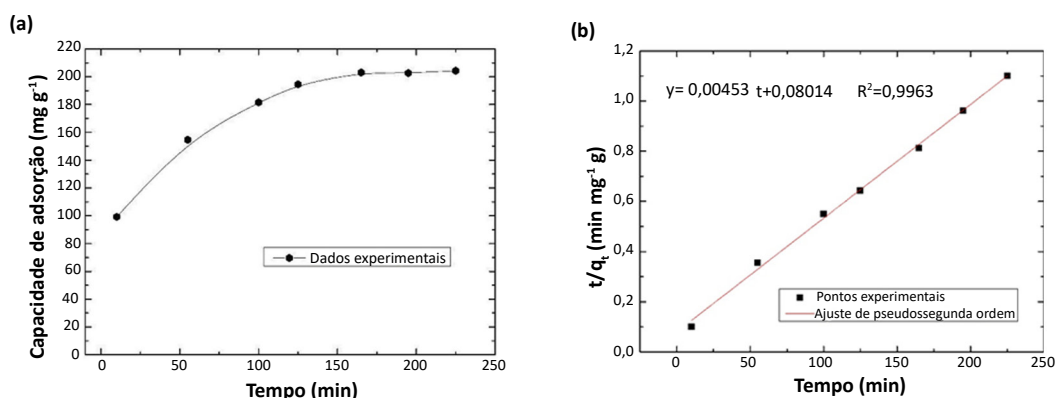 (a)
220
200
180
160
140
120
100
80
60
40
20
0
Capacidade de adsorção (mg g⁻¹)
Dados experimentais
0 50 100 150 200 250
Tempo (min)
(b)
1,2
1,0
0,8
0,6
0,4
0,2
0,0
t/qₜ (min mg⁻¹ g)
y= 0,00453 t+0,08014 R²=0,9963
Pontos experimentais
Ajuste de pseudossegunda ordem
0 50 100 150 200 250
Tempo (min)